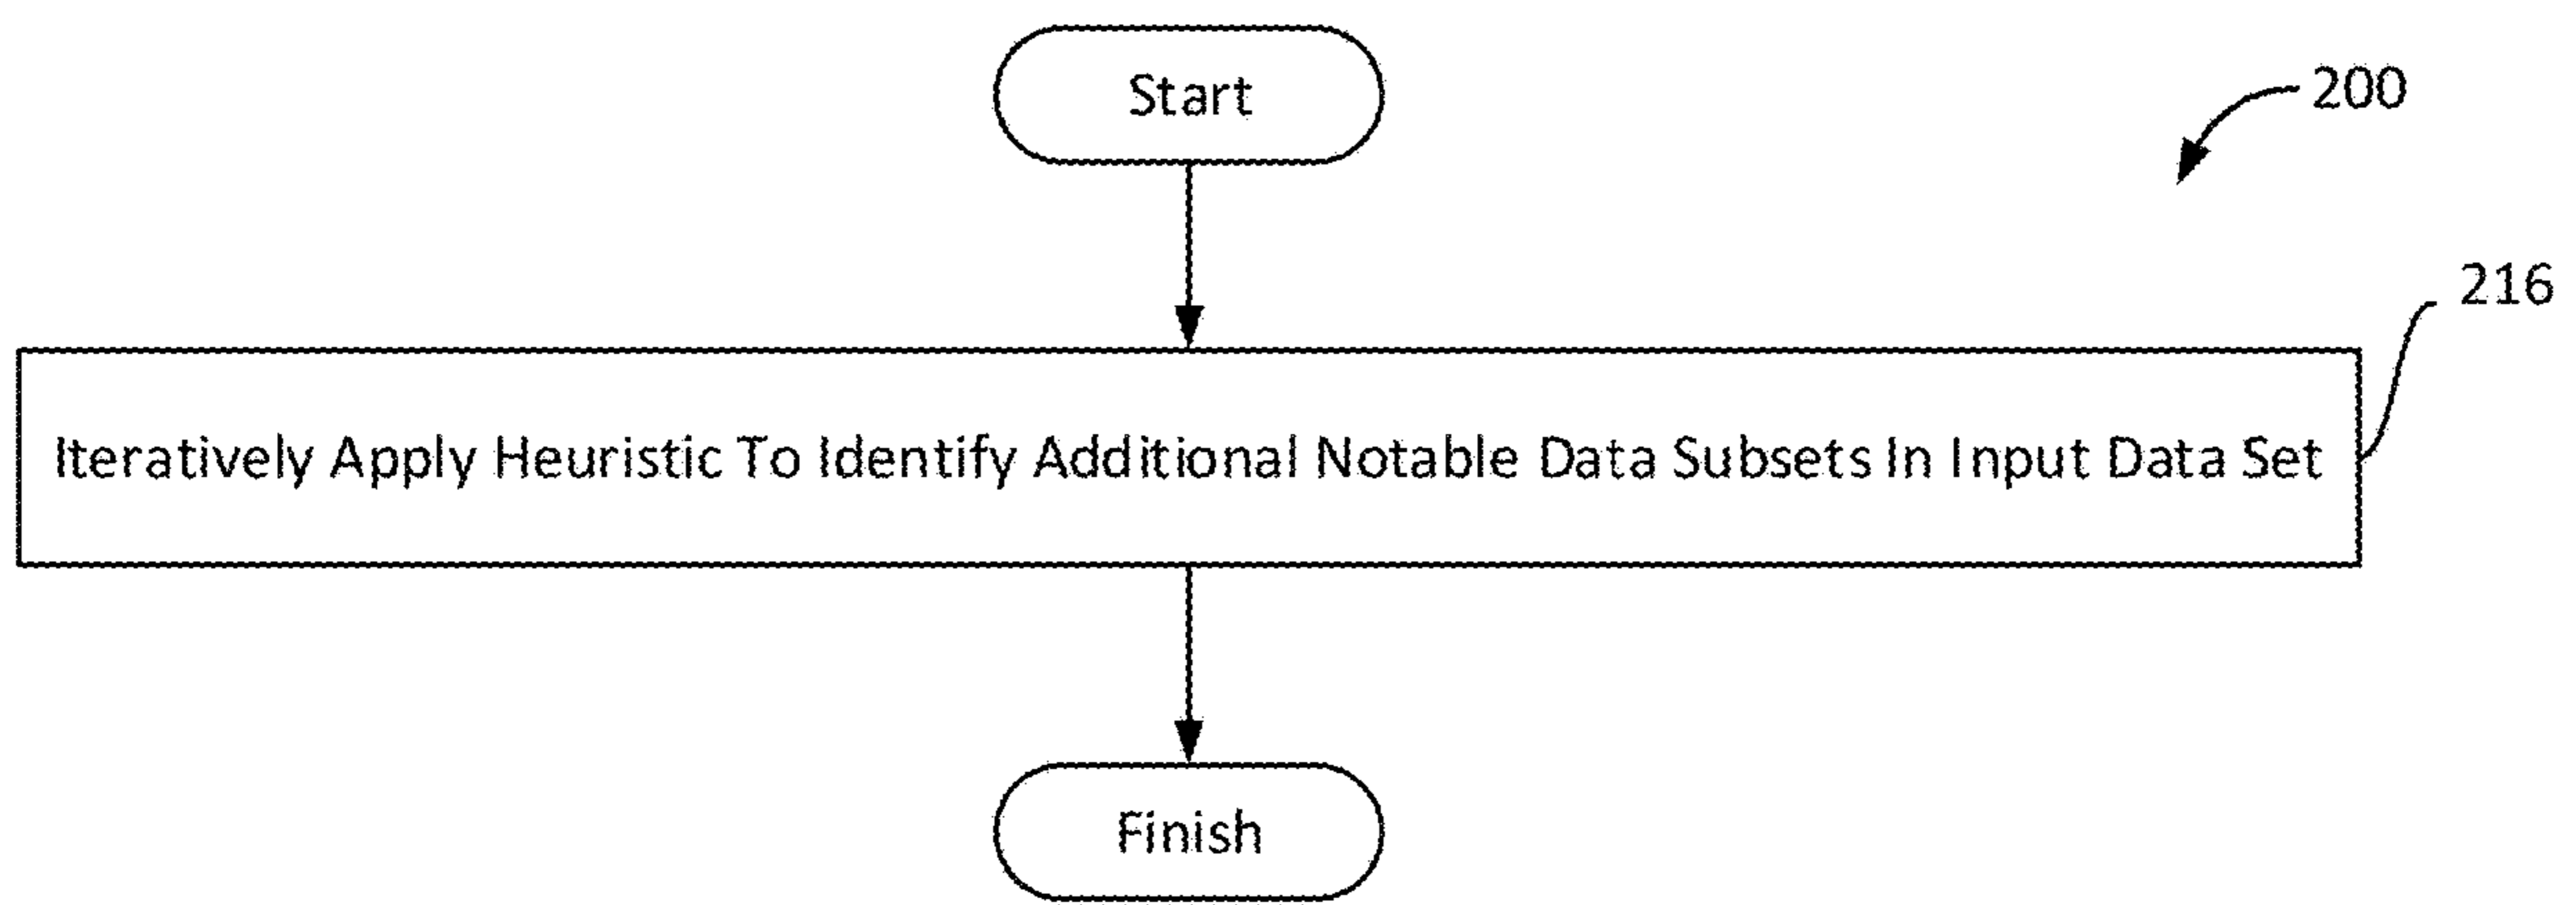 Start
200
216
Iteratively Apply Heuristic To Identify Additional Notable Data Subsets In Input Data Set
Finish